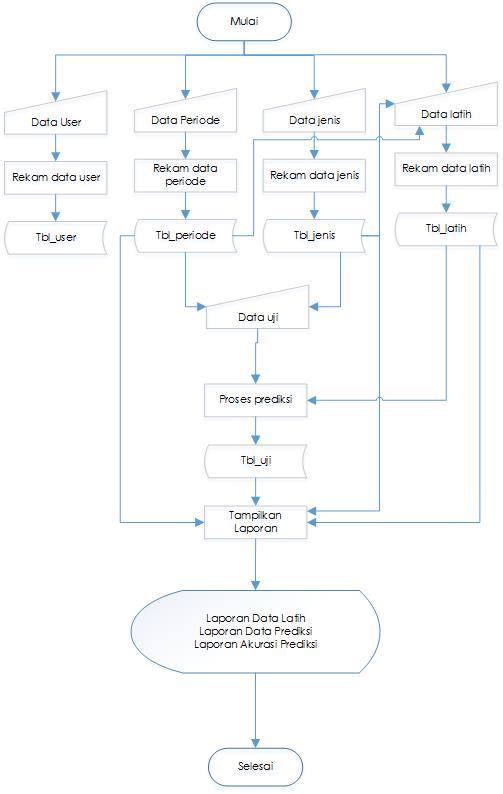 Mulai
Data User
Data Periode
Data jenis
Data latih
Rekam data user
Rekam data
periode
Rekam data jenis
Rekam data latih
Tbl_user
Tbl_periode
Tbl_jenis
Tbl_latih
Data uji
Proses prediksi
Tbl_uji
Tampilkan
Laporan
Laporan Data Latih
Laporan Data Prediksi
Laporan Akurasi Prediksi
Selesai